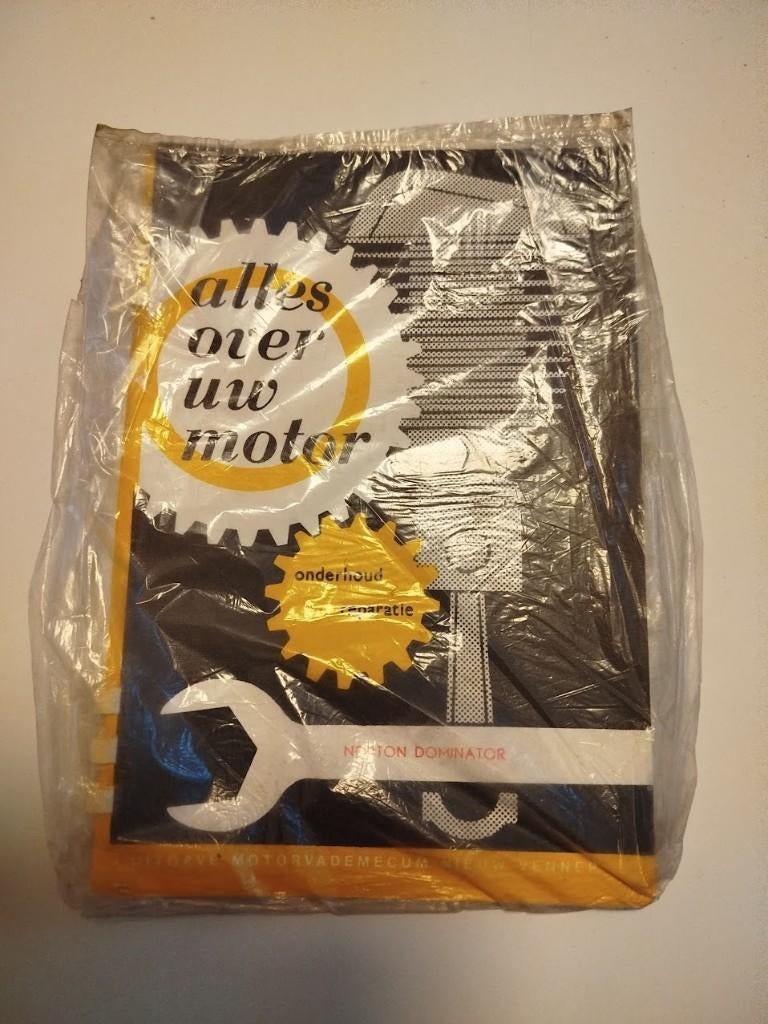 alles
over
uw
motor
onderhoud
reparatie
NORTON DOMINATOR
UITGAVE MOTORVADEMECUM NIEUW VENNEP